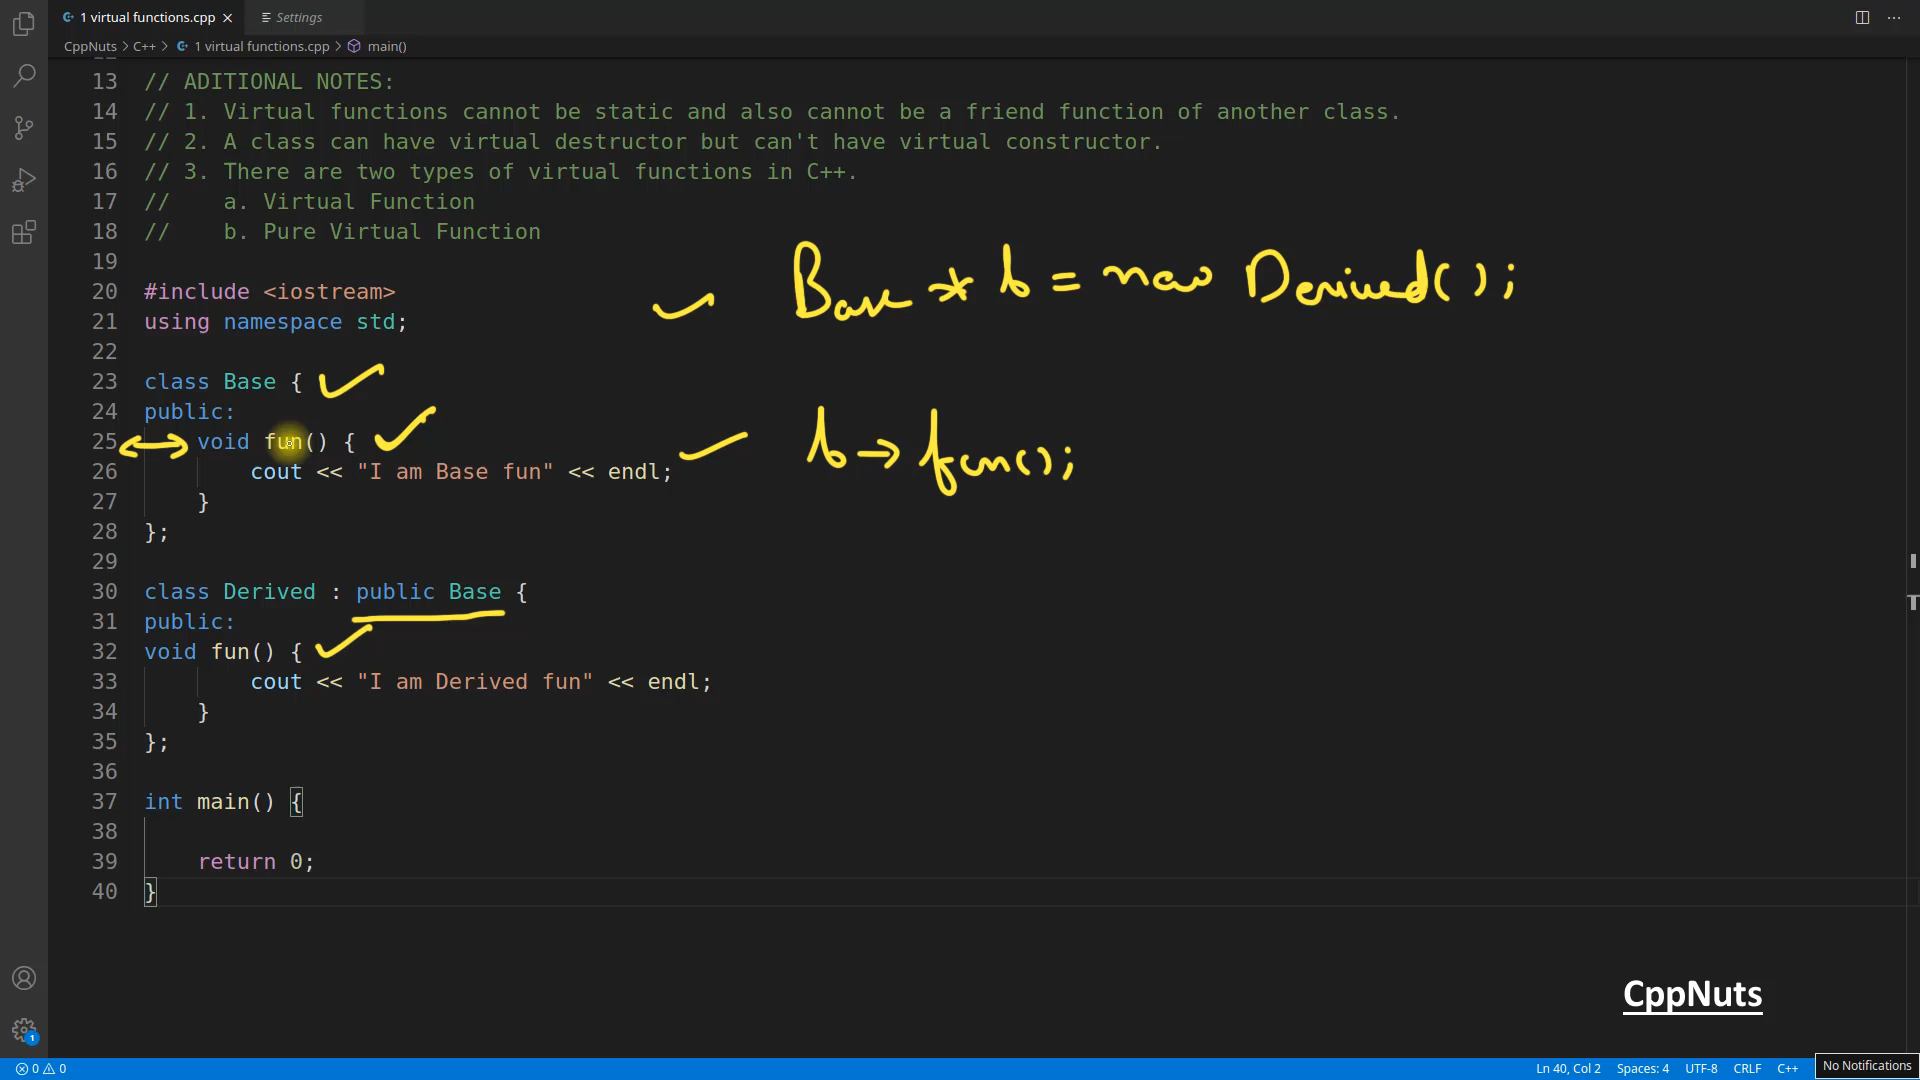 1 virtual functions.cpp
Settings
CppNuts > C++ > 1 virtual functions.cpp > main()
13 // ADITIONAL NOTES:
14 // 1. Virtual functions cannot be static and also cannot be a friend function of another class.
15 // 2. A class can have virtual destructor but can't have virtual constructor.
16 // 3. There are two types of virtual functions in C++.
17 //    a. Virtual Function
18 //    b. Pure Virtual Function
19
Base * b = new Derived();
20 #include <iostream>
21 using namespace std;
22
23 class Base {
24 public:
25     void fun() {
b → fun();
26         cout << "I am Base fun" << endl;
27     }
28 };
29
30 class Derived : public Base {
31 public:
32 void fun() {
33         cout << "I am Derived fun" << endl;
34     }
35 };
36
37 int main() {
38
39     return 0;
40 }
CppNuts
1
0 0 Ln 40, Col 2 Spaces: 4 UTF-8 CRLF C++ No Notifications